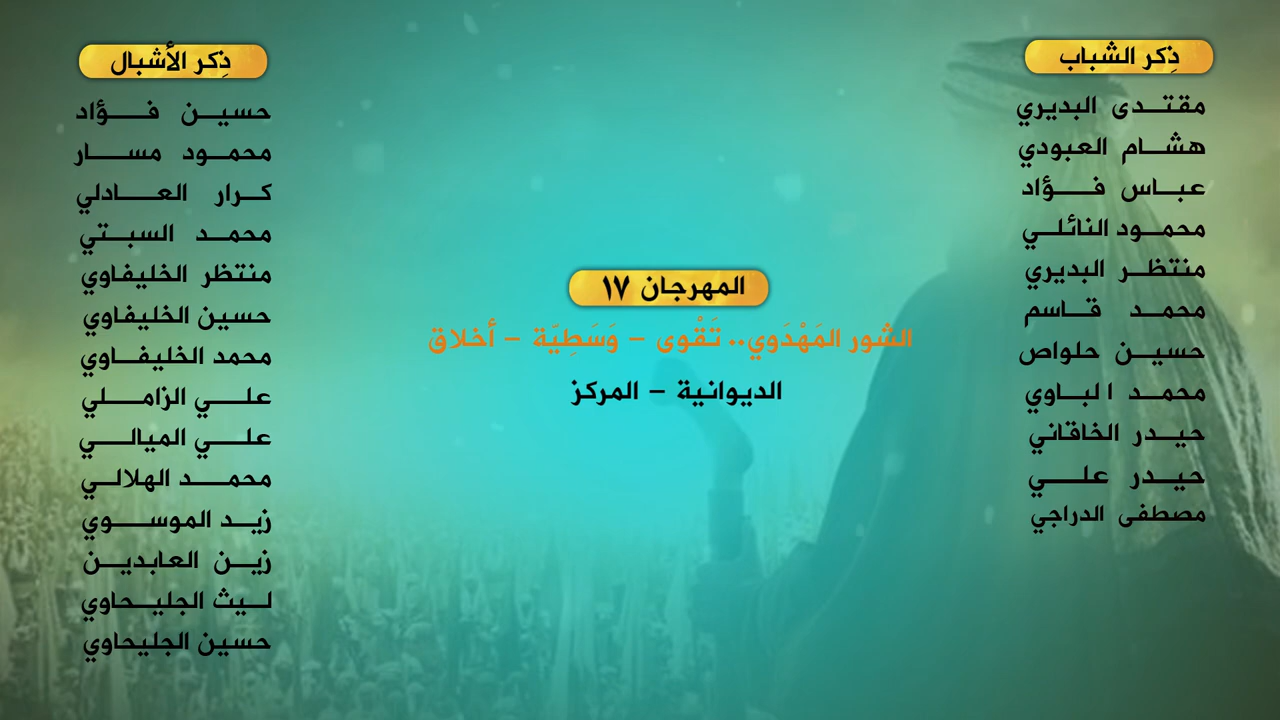 ذِكر الشباب
مقتدى البديري
هشام العبودي
عباس فؤاد
محمود النائلي
منتظر البديري
محمد قاسم
حسين حلواص
محمد ا لباوي
حيدر الخاقاني
حيدر علي
مصطفى الدراجي
المهرجان ١٧
الشور المَهْدَوي.. تَقْوى - وَسَطِيّة - أخلاق
الديوانية - المركز
ذِكر الأشبال
حسين فؤاد
محمود مسار
كرار العادلي
محمد السبتي
منتظر الخليفاوي
حسين الخليفاوي
محمد الخليفاوي
علي الزاملي
علي الميالي
محمد الهلالي
زيد الموسوي
زين العابدين
ليث الجليحاوي
حسين الجليحاوي